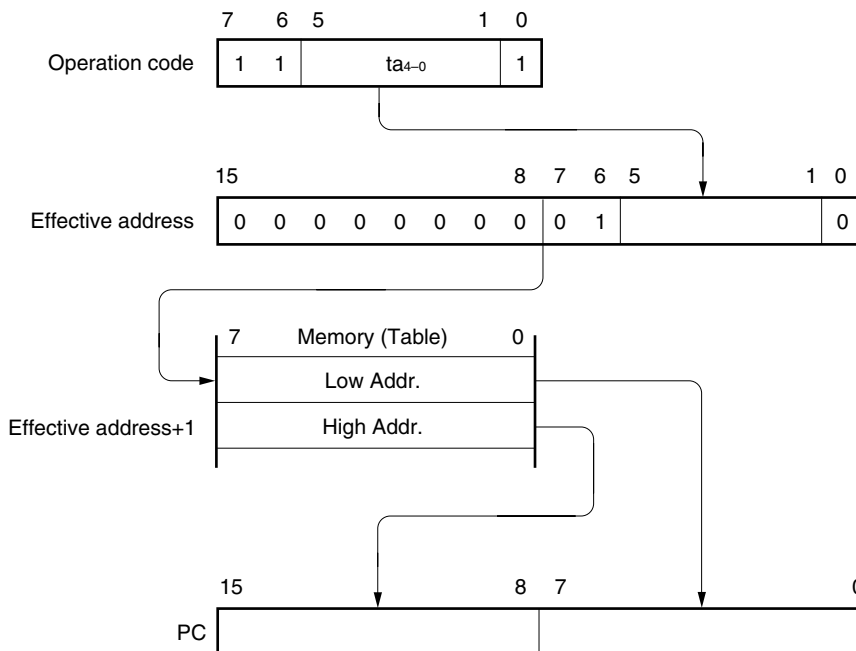 7 6 5 1 0
Operation code 1 1 ta4–0 1
15 8 7 6 5 1 0
Effective address 0 0 0 0 0 0 0 0 0 1 0
7 Memory (Table) 0
Low Addr.
Effective address+1 High Addr.
15 8 7 0
PC